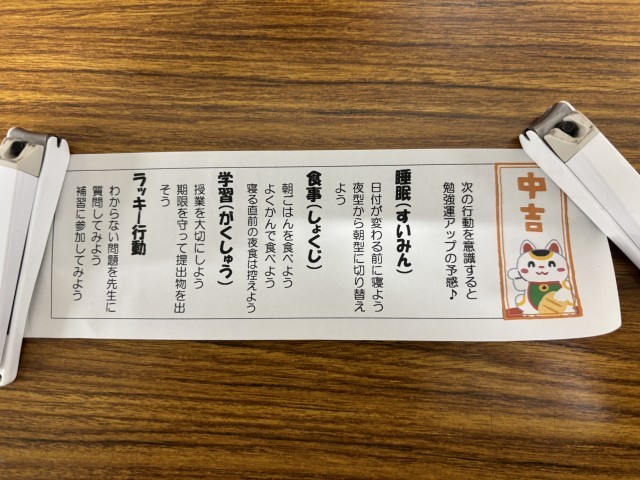 中吉
次の行動を意識すると
勉強運アップの予感♪
睡眠(すいみん)
日付が変わる前に寝よう
夜型から朝型に切り替え
よう
食事(しょくじ)
朝ごはんを食べよう
よくかんで食べよう
寝る直前の夜食は控えよう
学習(がくしゅう)
授業を大切にしよう
期限を守って提出物を出
そう
ラッキー行動
わからない問題を先生に
質問してみよう
補習に参加してみよう